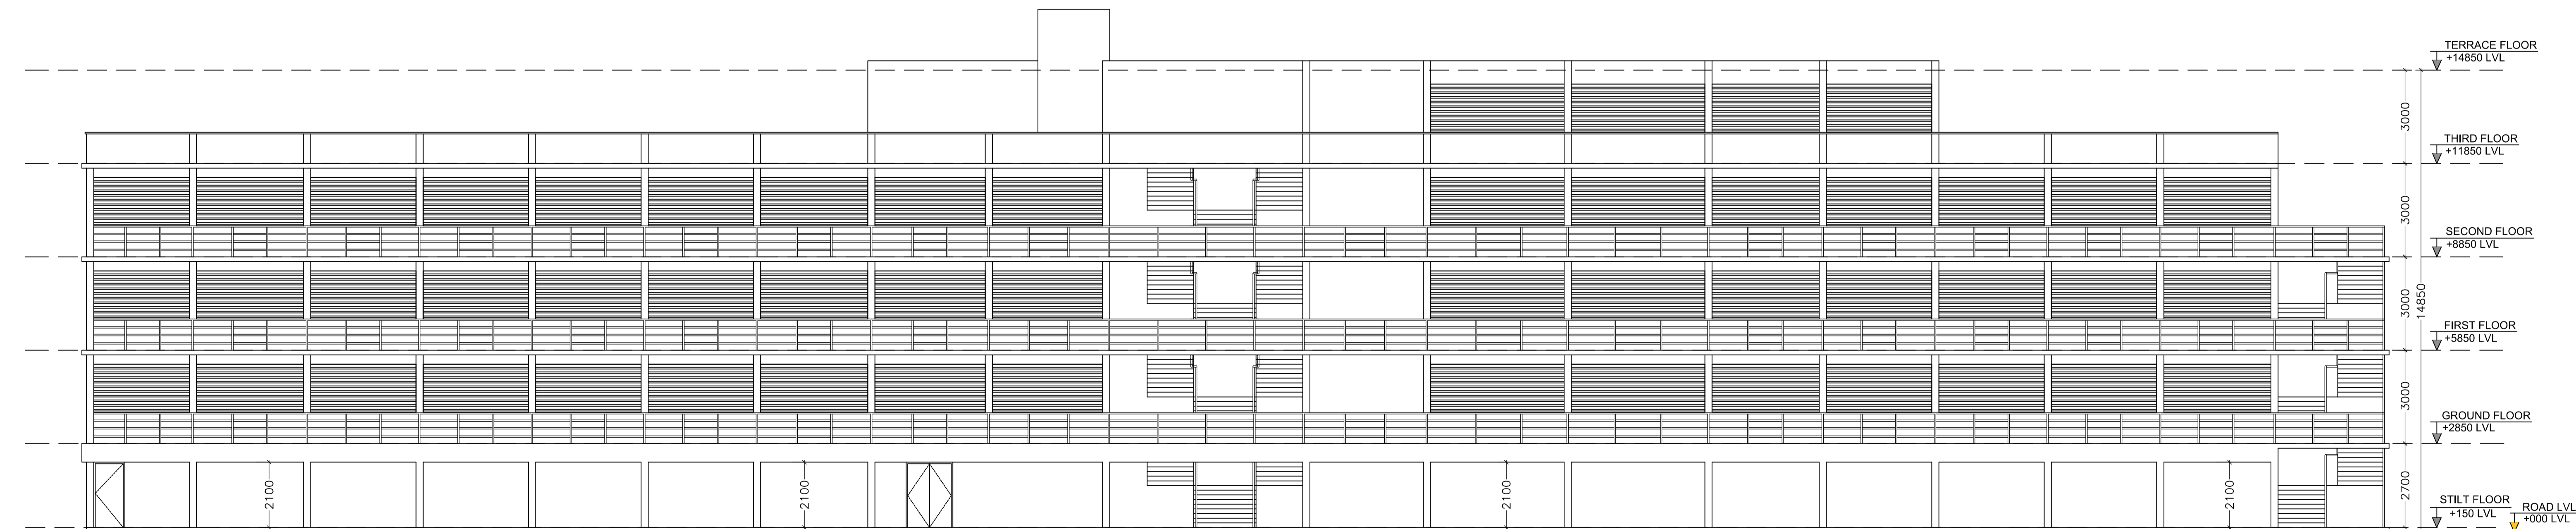 TERRACE FLOOR
+14850 LVL
3000
THIRD FLOOR
+11850 LVL
3000
SECOND FLOOR
+8850 LVL
3000
14850
FIRST FLOOR
+5850 LVL
3000
GROUND FLOOR
+2850 LVL
2100
2100
2100
2100
2700
STILT FLOOR
+150 LVL
ROAD LVL
+000 LVL